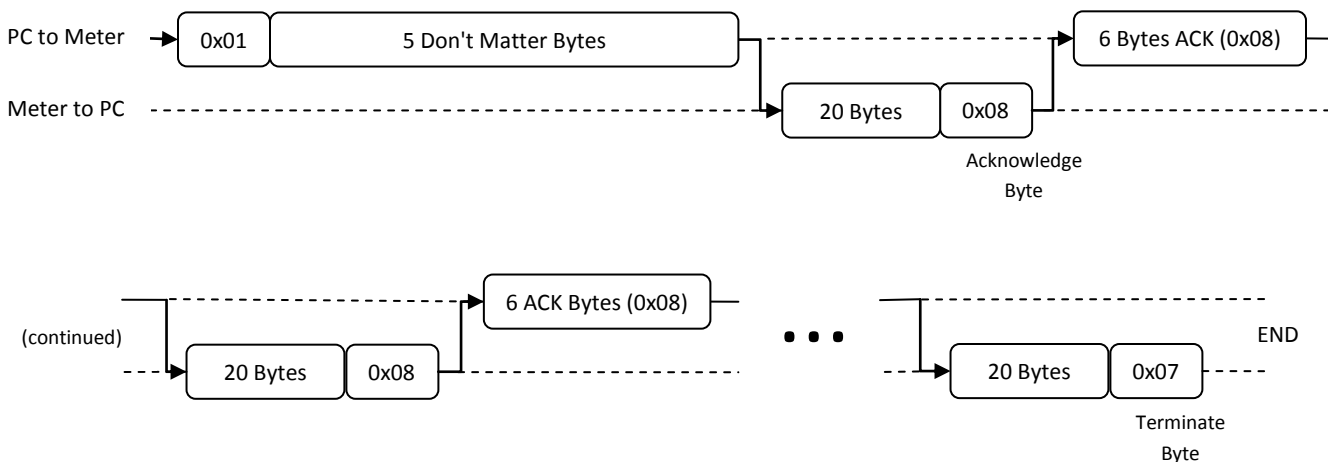 PC to Meter 0x01 5 Don't Matter Bytes 6 Bytes ACK (0x08)
Meter to PC 20 Bytes 0x08
Acknowledge
Byte
6 ACK Bytes (0x08)
(continued) END
20 Bytes 0x08 20 Bytes 0x07
Terminate
Byte